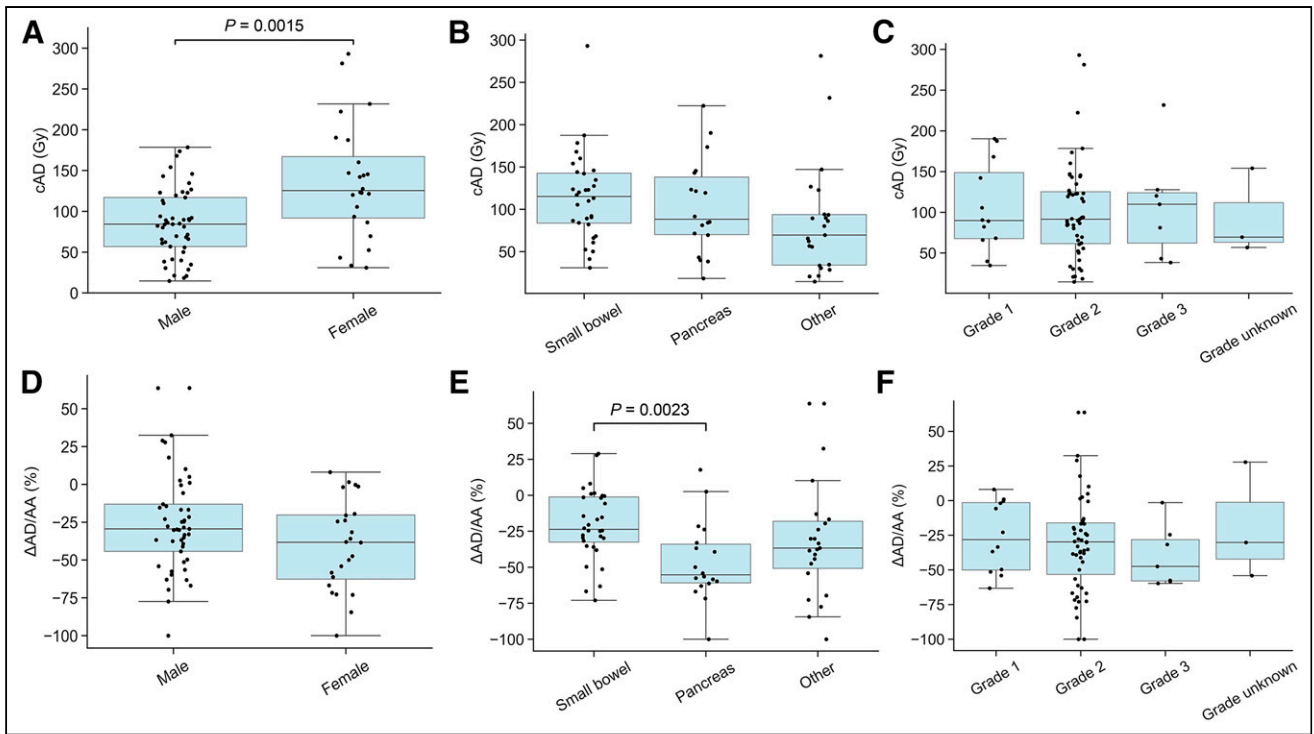 A
P = 0.0015
cAD (Gy)
300
250
200
150
100
50
0
Male
Female
B
cAD (Gy)
300
250
200
150
100
50
Small bowel
Pancreas
Other
C
cAD (Gy)
300
250
200
150
100
50
Grade 1
Grade 2
Grade 3
Grade unknown
D
ΔAD/AA (%)
50
25
0
−25
−50
−75
−100
Male
Female
E
P = 0.0023
ΔAD/AA (%)
50
25
0
−25
−50
−75
−100
Small bowel
Pancreas
Other
F
ΔAD/AA (%)
50
25
0
−25
−50
−75
−100
Grade 1
Grade 2
Grade 3
Grade unknown